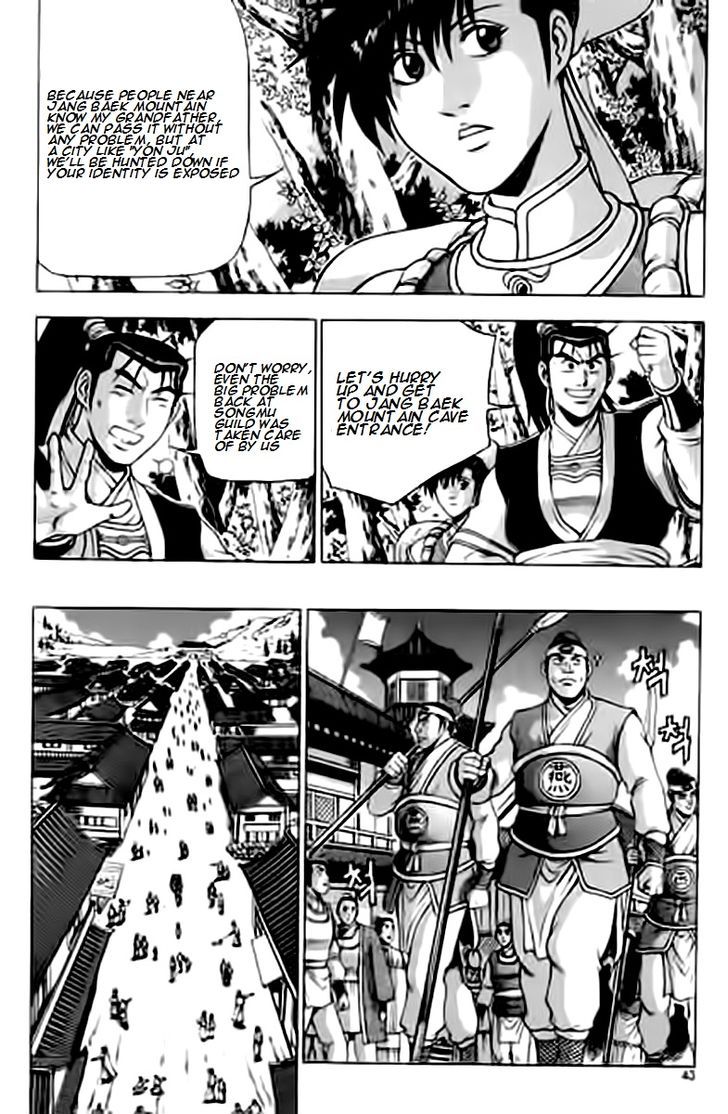 BECAUSE PEOPLE NEAR
JANG BAEK MOUNTAIN
KNOW MY GRANDFATHER,
WE CAN PASS IT WITHOUT
ANY PROBLEM, BUT AT
A CITY LIKE "YON JU",
WE'LL BE HUNTED DOWN IF
YOUR IDENTITY IS EXPOSED
DON'T WORRY,
EVEN THE
BIG PROBLEM
BACK AT
SONGMU
GUILD WAS
TAKEN CARE
OF BY US
LET'S HURRY
UP AND GET
TO JANG BAEK
MOUNTAIN CAVE
ENTRANCE!
척
척
척
燕
43